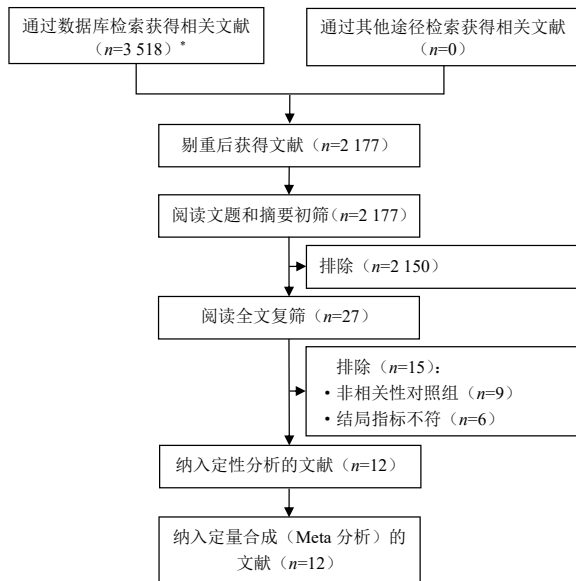 通过数据库检索获得相关文献
（n=3 518）*
通过其他途径检索获得相关文献
（n=0）
剔重后获得文献（n=2 177）
阅读文题和摘要初筛（n=2 177）
排除（n=2 150）
阅读全文复筛（n=27）
排除（n=15）：
·非相关性对照组（n=9）
·结局指标不符（n=6）
纳入定性分析的文献（n=12）
纳入定量合成（Meta 分析）的
文献（n=12）